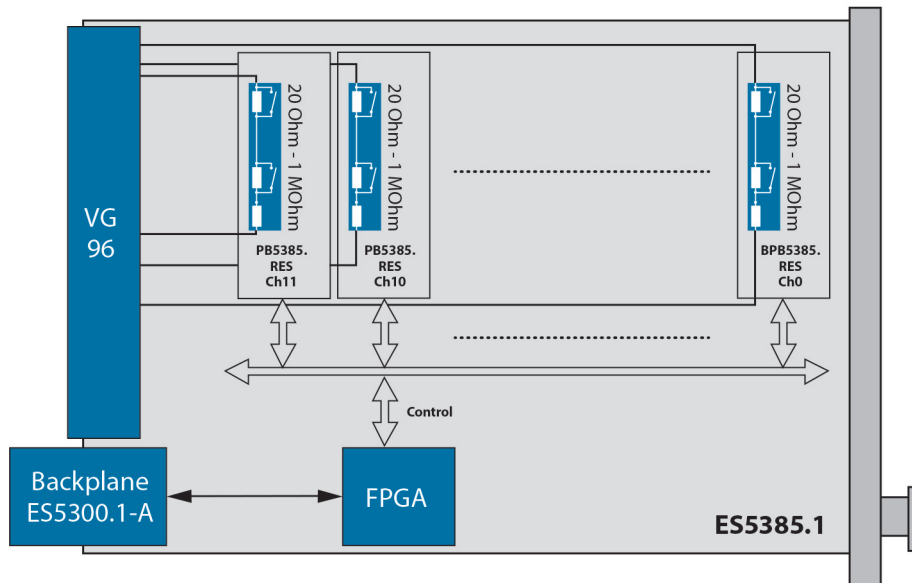 VG
96
20 Ohm - 1 MOhm
PB5385.
RES
Ch11
20 Ohm - 1 MOhm
PB5385.
RES
Ch10
20 Ohm - 1 MOhm
BPB5385.
RES
Ch0
Control
Backplane
ES5300.1-A
FPGA
ES5385.1